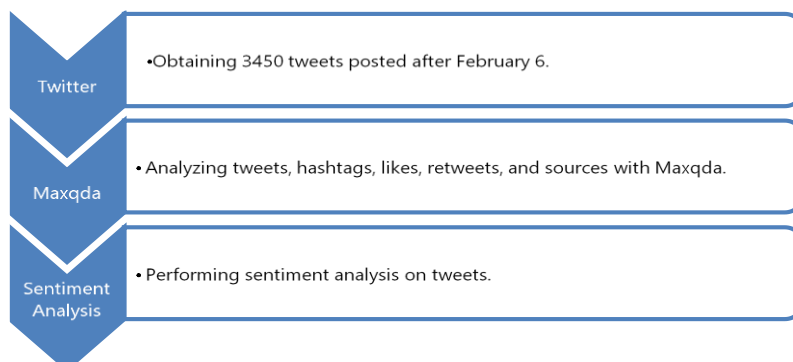 Twitter
•Obtaining 3450 tweets posted after February 6.
Maxqda
• Analyzing tweets, hashtags, likes, retweets, and sources with Maxqda.
Sentiment
Analysis
• Performing sentiment analysis on tweets.